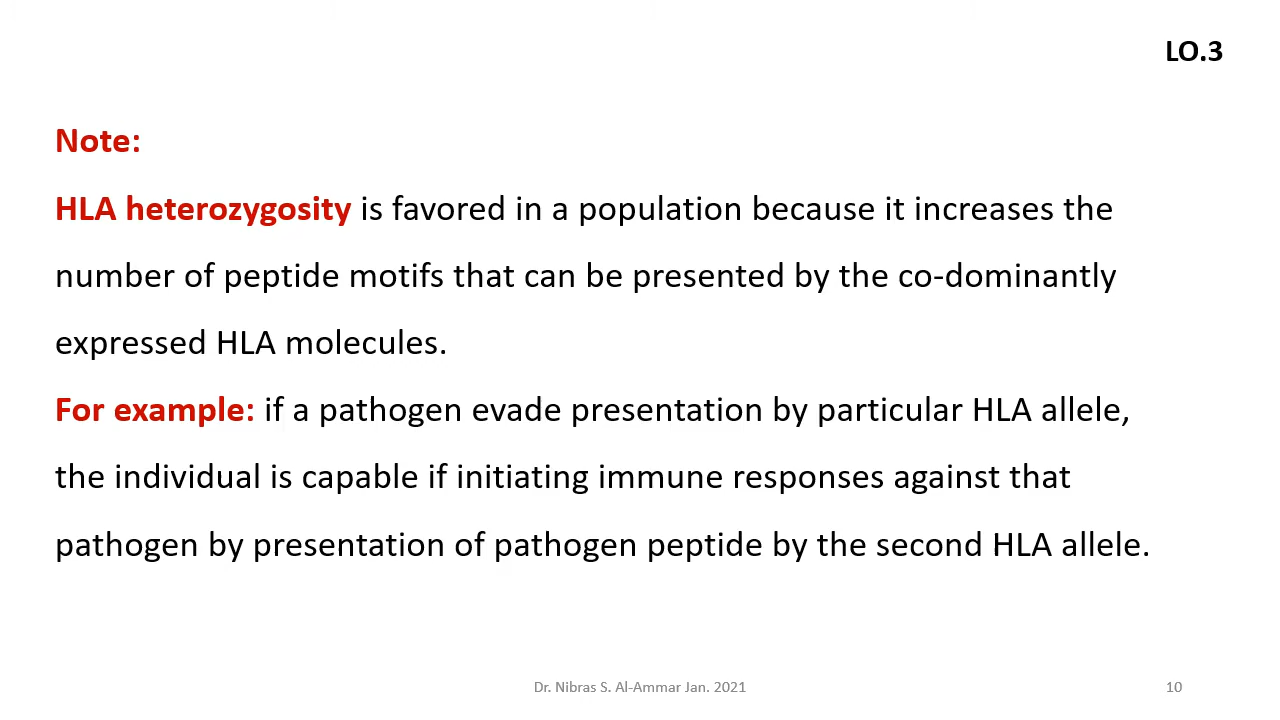 LO.3
Note:
HLA heterozygosity is favored in a population because it increases the
number of peptide motifs that can be presented by the co-dominantly
expressed HLA molecules.
For example: if a pathogen evade presentation by particular HLA allele,
the individual is capable if initiating immune responses against that
pathogen by presentation of pathogen peptide by the second HLA allele.
Dr. Nibras S. Al-Ammar Jan. 2021
10